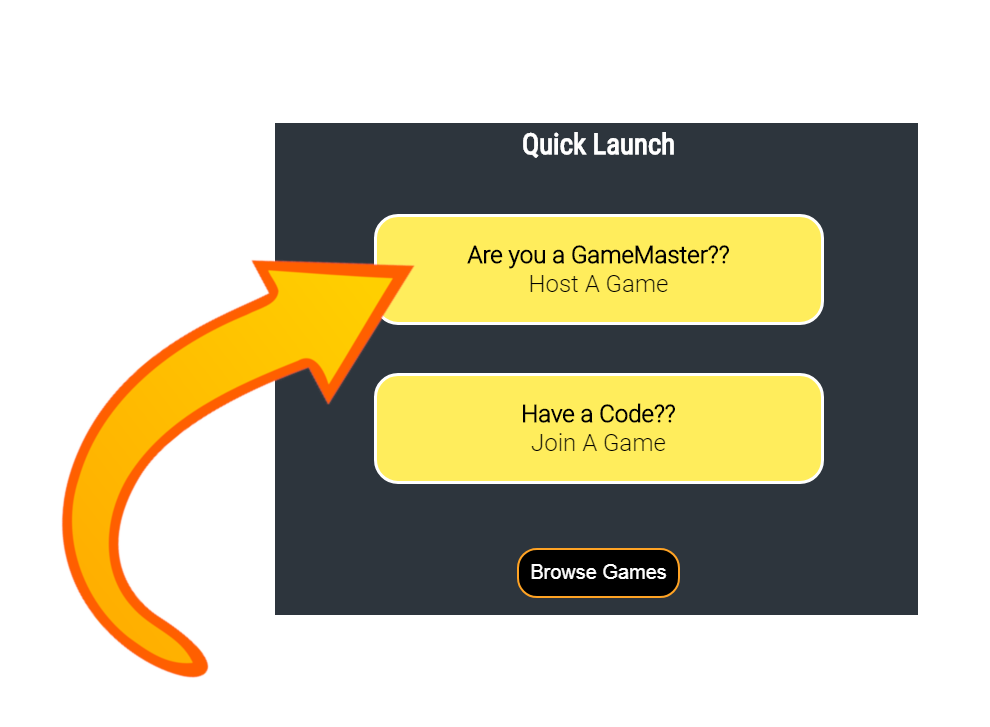 Quick Launch
Are you a GameMaster??
Host A Game
Have a Code??
Join A Game
Browse Games